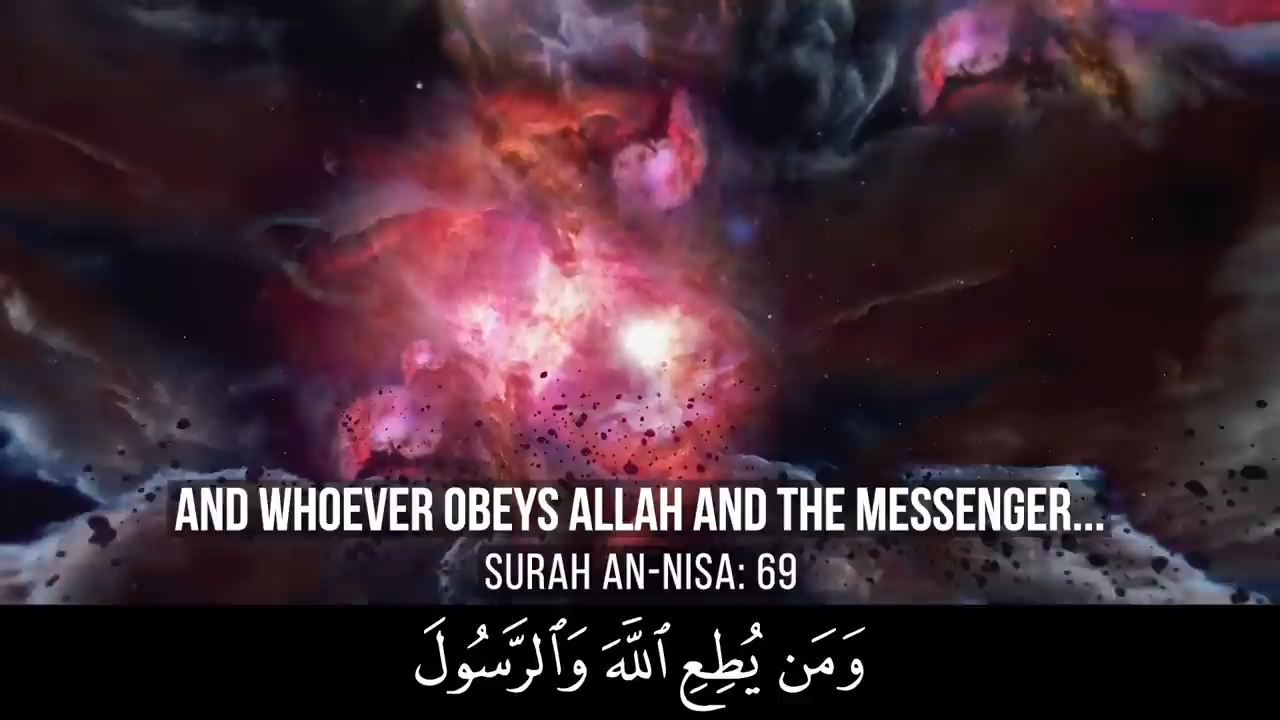 AND WHOEVER OBEYS ALLAH AND THE MESSENGER...
SURAH AN-NISA: 69
وَمَن يُطِعِ ٱللَّهَ وَٱلرَّسُولَ